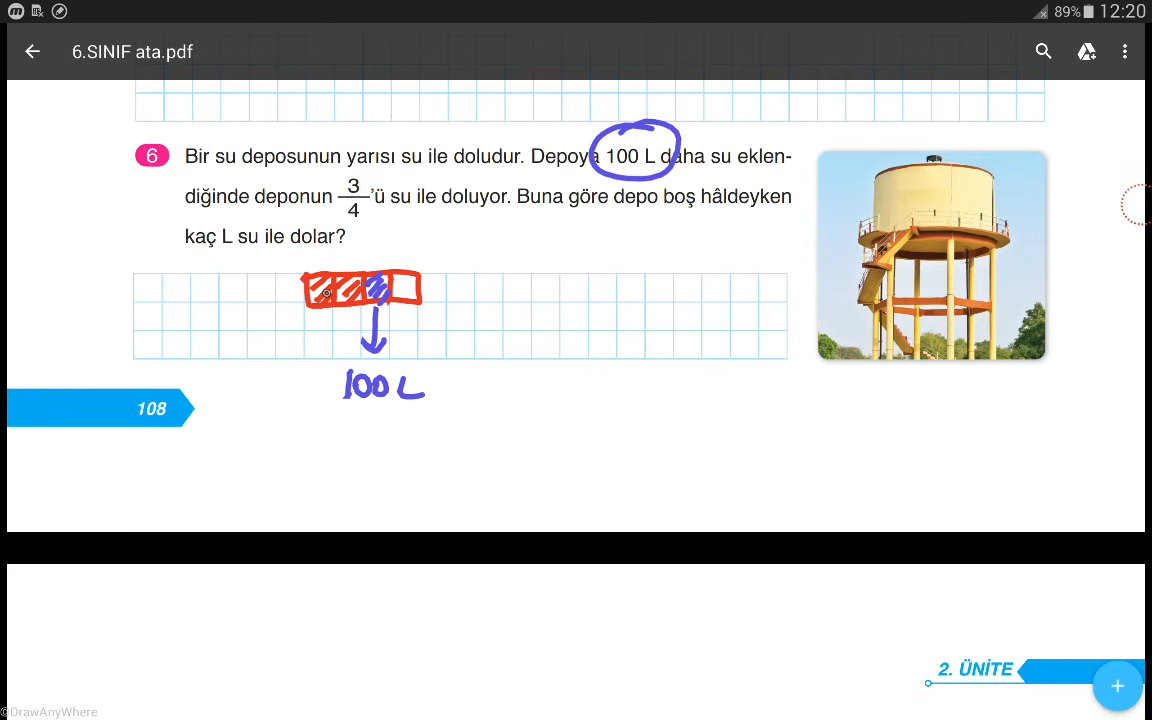 89% 12:20
6.SINIF ata.pdf
6 Bir su deposunun yarısı su ile doludur. Depoya 100 L daha su eklen-
diğinde deponun 3/4 'ü su ile doluyor. Buna göre depo boş hâldeyken
kaç L su ile dolar?
100 L
108
2. ÜNİTE
+
©DrawAnyWhere